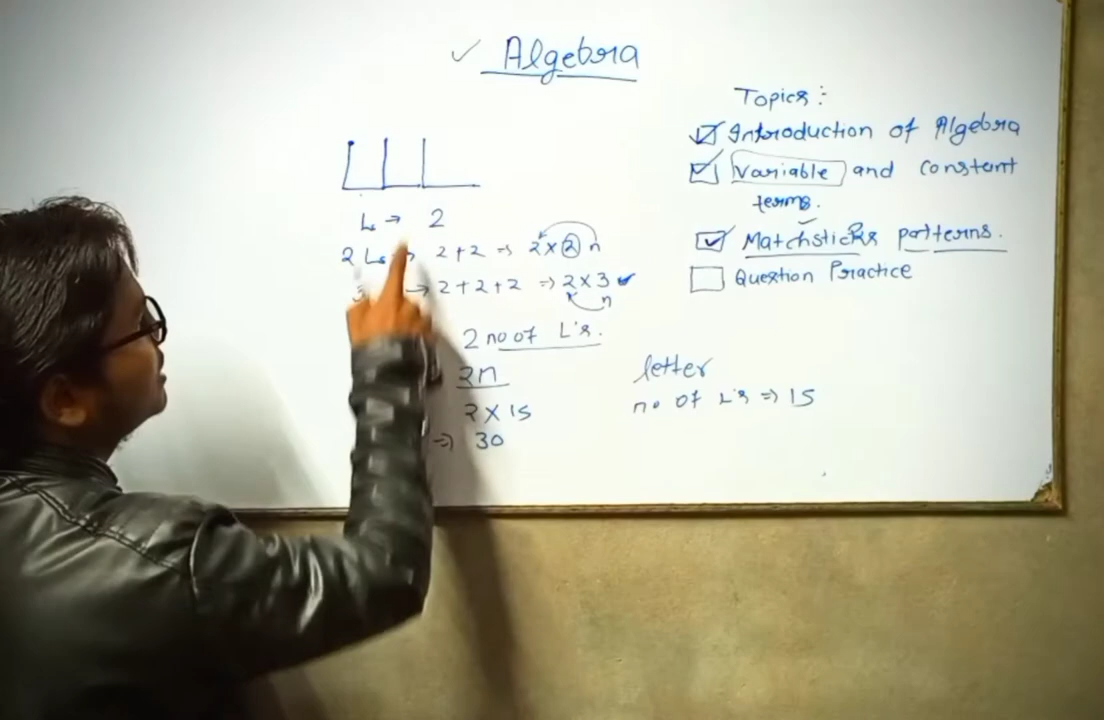 ✓ Algebra
L → 2
2 L 2+2 ⇒ 2×2 n
→ 2+2+2 ⇒ 2×3 ✓
n
2 no of L's.
2n
2×15
⇒ 30
letter
no of L's ⇒ 15
Topics :
☑ Introduction of Algebra
☑ Variable and constant
terms.
☑ Matchsticks patterns.
☐ Question Practice